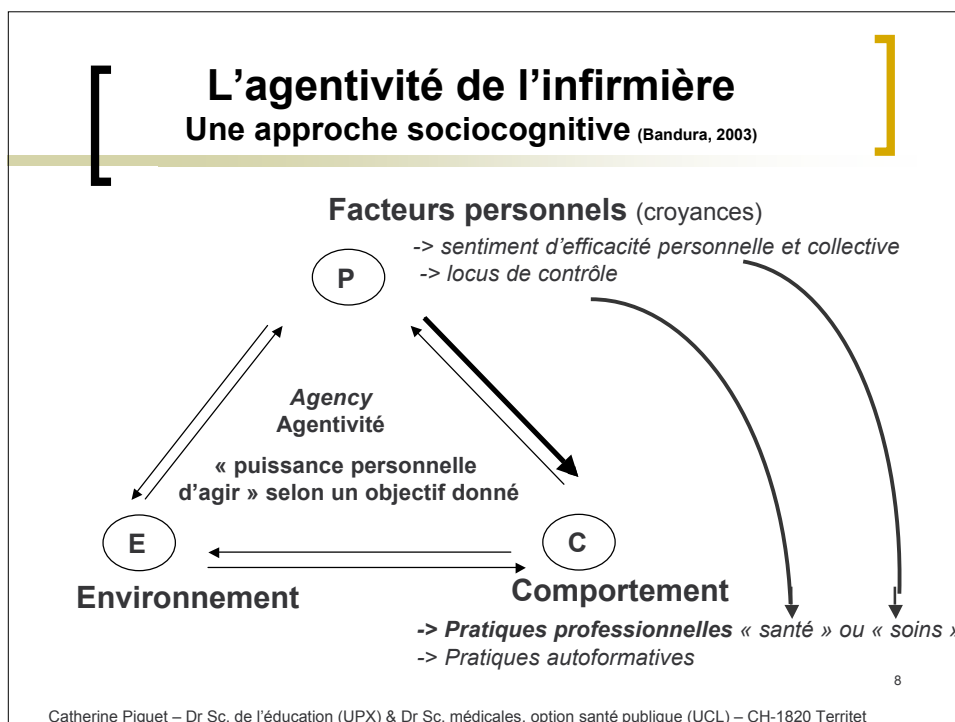 L’agentivité de l’infirmière
Une approche sociocognitive (Bandura, 2003)
Facteurs personnels (croyances)
-> sentiment d’efficacité personnelle et collective
-> locus de contrôle
P
Agency
Agentivité
« puissance personnelle
d’agir » selon un objectif donné
E
C
Environnement
Comportement
-> Pratiques professionnelles « santé » ou « soins »
-> Pratiques autoformatives
8
Catherine Piguet – Dr Sc. de l’éducation (UPX) & Dr Sc. médicales, option santé publique (UCL) – CH-1820 Territet